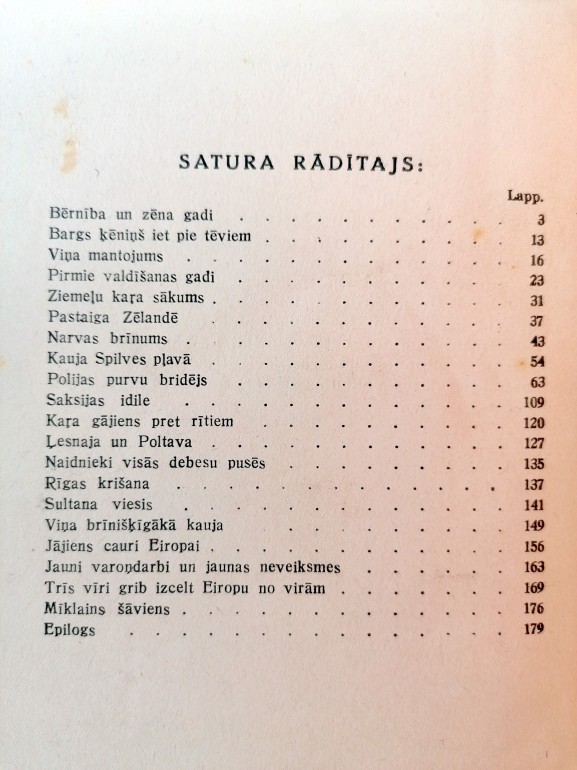 SATURA RĀDĪTAJS:
Lapp.
Bērnība un zēna gadi . . . . . . . . . . 3
Bargs ķēniņš iet pie tēviem . . . . . . . . . . 13
Viņa mantojums . . . . . . . . . . . . 16
Pirmie valdīšanas gadi . . . . . . . . . . . 23
Ziemeļu kaŗa sākums . . . . . . . . . . . . 31
Pastaiga Zēlandē . . . . . . . . . . . 37
Narvas brīnums . . . . . . . . . . . . 43
Kauja Spilves pļavā . . . . . . . . . . . 54
Polijas purvu bridējs . . . . . . . . . . . 63
Saksijas idile . . . . . . . . . . . . 109
Kaŗa gājiens pret rītiem . . . . . . . . . . 120
Ļesnaja un Poltava . . . . . . . . . . . 127
Naidnieki visās debesu pusēs . . . . . . . . 135
Rīgas krišana . . . . . . . . . . . 137
Sultana viesis . . . . . . . . . . . . 141
Viņa brīnišķīgākā kauja . . . . . . . . 149
Jājiens cauri Eiropai . . . . . . . . . . . 156
Jauni varoņdarbi un jaunas neveiksmes . . . . . . 163
Trīs vīri grib izcelt Eiropu no virām . . . . . . . 169
Mīklains šāviens . . . . . . . . . . . . . 176
Epilogs . . . . . . . . . . . . . 179